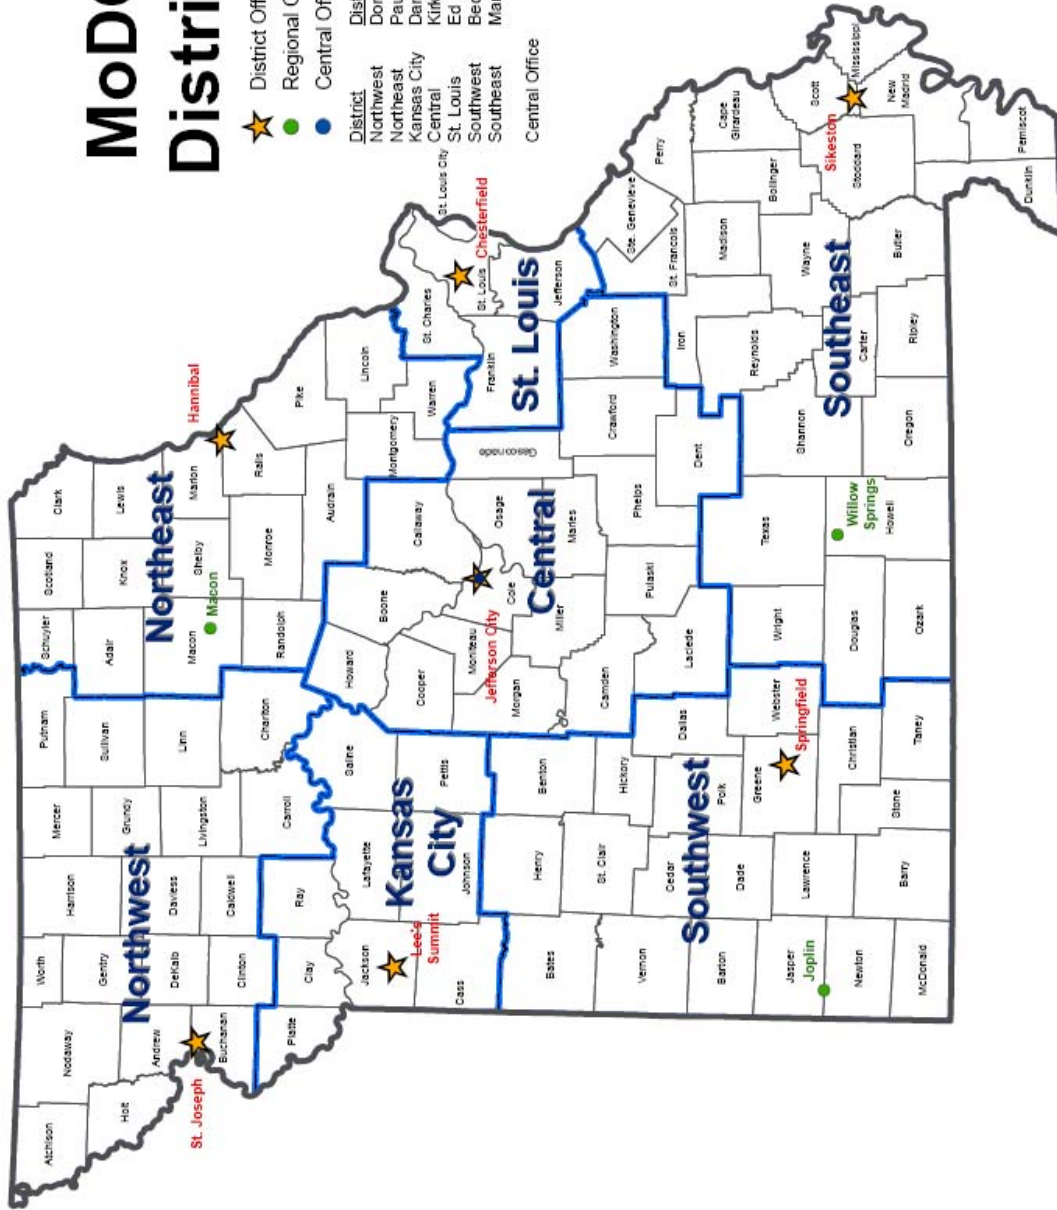 MoDO
Distri
District Off
Regional O
Central Of
District Dis
Northwest Don
Northeast Pau
Kansas City Dan
Central Kirk
St. Louis Ed
Southwest Bec
Southeast Mar
Central Office
Northwest
Atchison
Nodaway
Worth
Harrison
Mercer
Putnam
Holt
Andrew
Gentry
DeKalb
Daviess
Grundy
Sullivan
Linn
St. Joseph
Buchanan
Clinton
Caldwell
Livingston
Carroll
Chariton
Northeast
Schuyler
Scotland
Clark
Adair
Knox
Lewis
Macon
Macon
Shelby
Marion
Hannibal
Randolph
Monroe
Ralls
Audrain
Pike
Montgomery
Lincoln
Warren
Kansas
City
Platte
Clay
Ray
Jackson
Lafayette
Saline
Lee's
Summit
Cass
Johnson
Pettis
Central
Howard
Boone
Callaway
Cooper
Moniteau
Jefferson City
Cole
Osage
Gasconade
Morgan
Miller
Maries
Camden
Pulaski
Phelps
Crawford
Washington
Laclede
Dent
St. Louis
St. Charles
St. Louis City
St. Louis
Chesterfield
Franklin
Jefferson
Southwest
Bates
Henry
Benton
Vernon
St. Clair
Hickory
Cedar
Polk
Dallas
Barton
Dade
Greene
Webster
Springfield
Jasper
Joplin
Lawrence
Christian
Newton
Stone
Taney
McDonald
Barry
Southeast
Ste. Genevieve
St. Francois
Perry
Iron
Madison
Cape
Girardeau
Reynolds
Bollinger
Wayne
Scott
Mississippi
Sikeston
Stoddard
New
Madrid
Texas
Shannon
Carter
Butler
Wright
Douglas
Willow
Springs
Howell
Oregon
Ripley
Ozark
Dunklin
Pemiscot